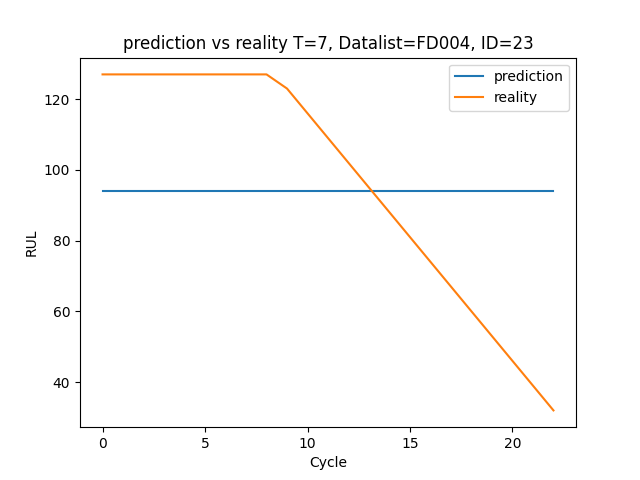 prediction vs reality T=7, Datalist=FD004, ID=23
prediction
reality
120
100
80
60
40
RUL
0
5
10
15
20
Cycle